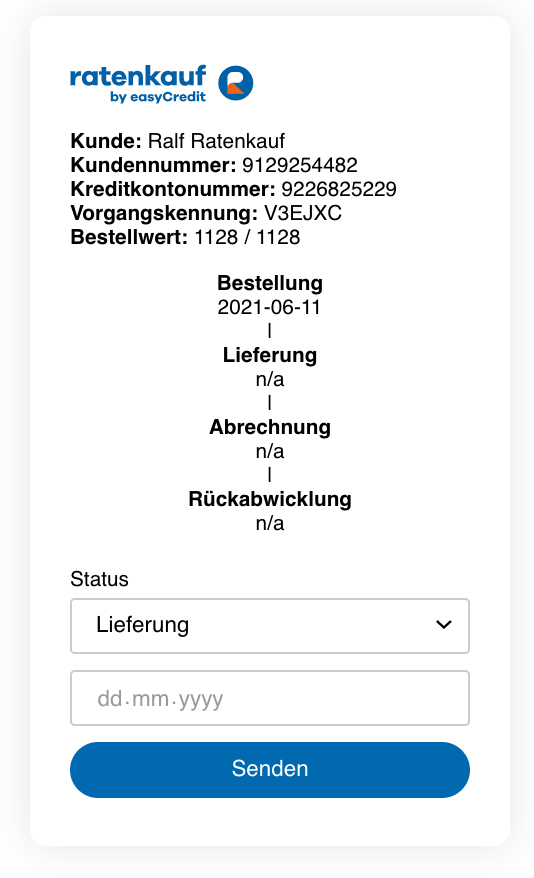 ratenkauf
by easyCredit
Kunde: Ralf Ratenkauf
Kundennummer: 9129254482
Kreditkontonummer: 9226825229
Vorgangskennung: V3EJXC
Bestellwert: 1128 / 1128
Bestellung
2021-06-11
|
Lieferung
n/a
|
Abrechnung
n/a
|
Rückabwicklung
n/a
Status
Lieferung
dd.mm.yyyy
Senden